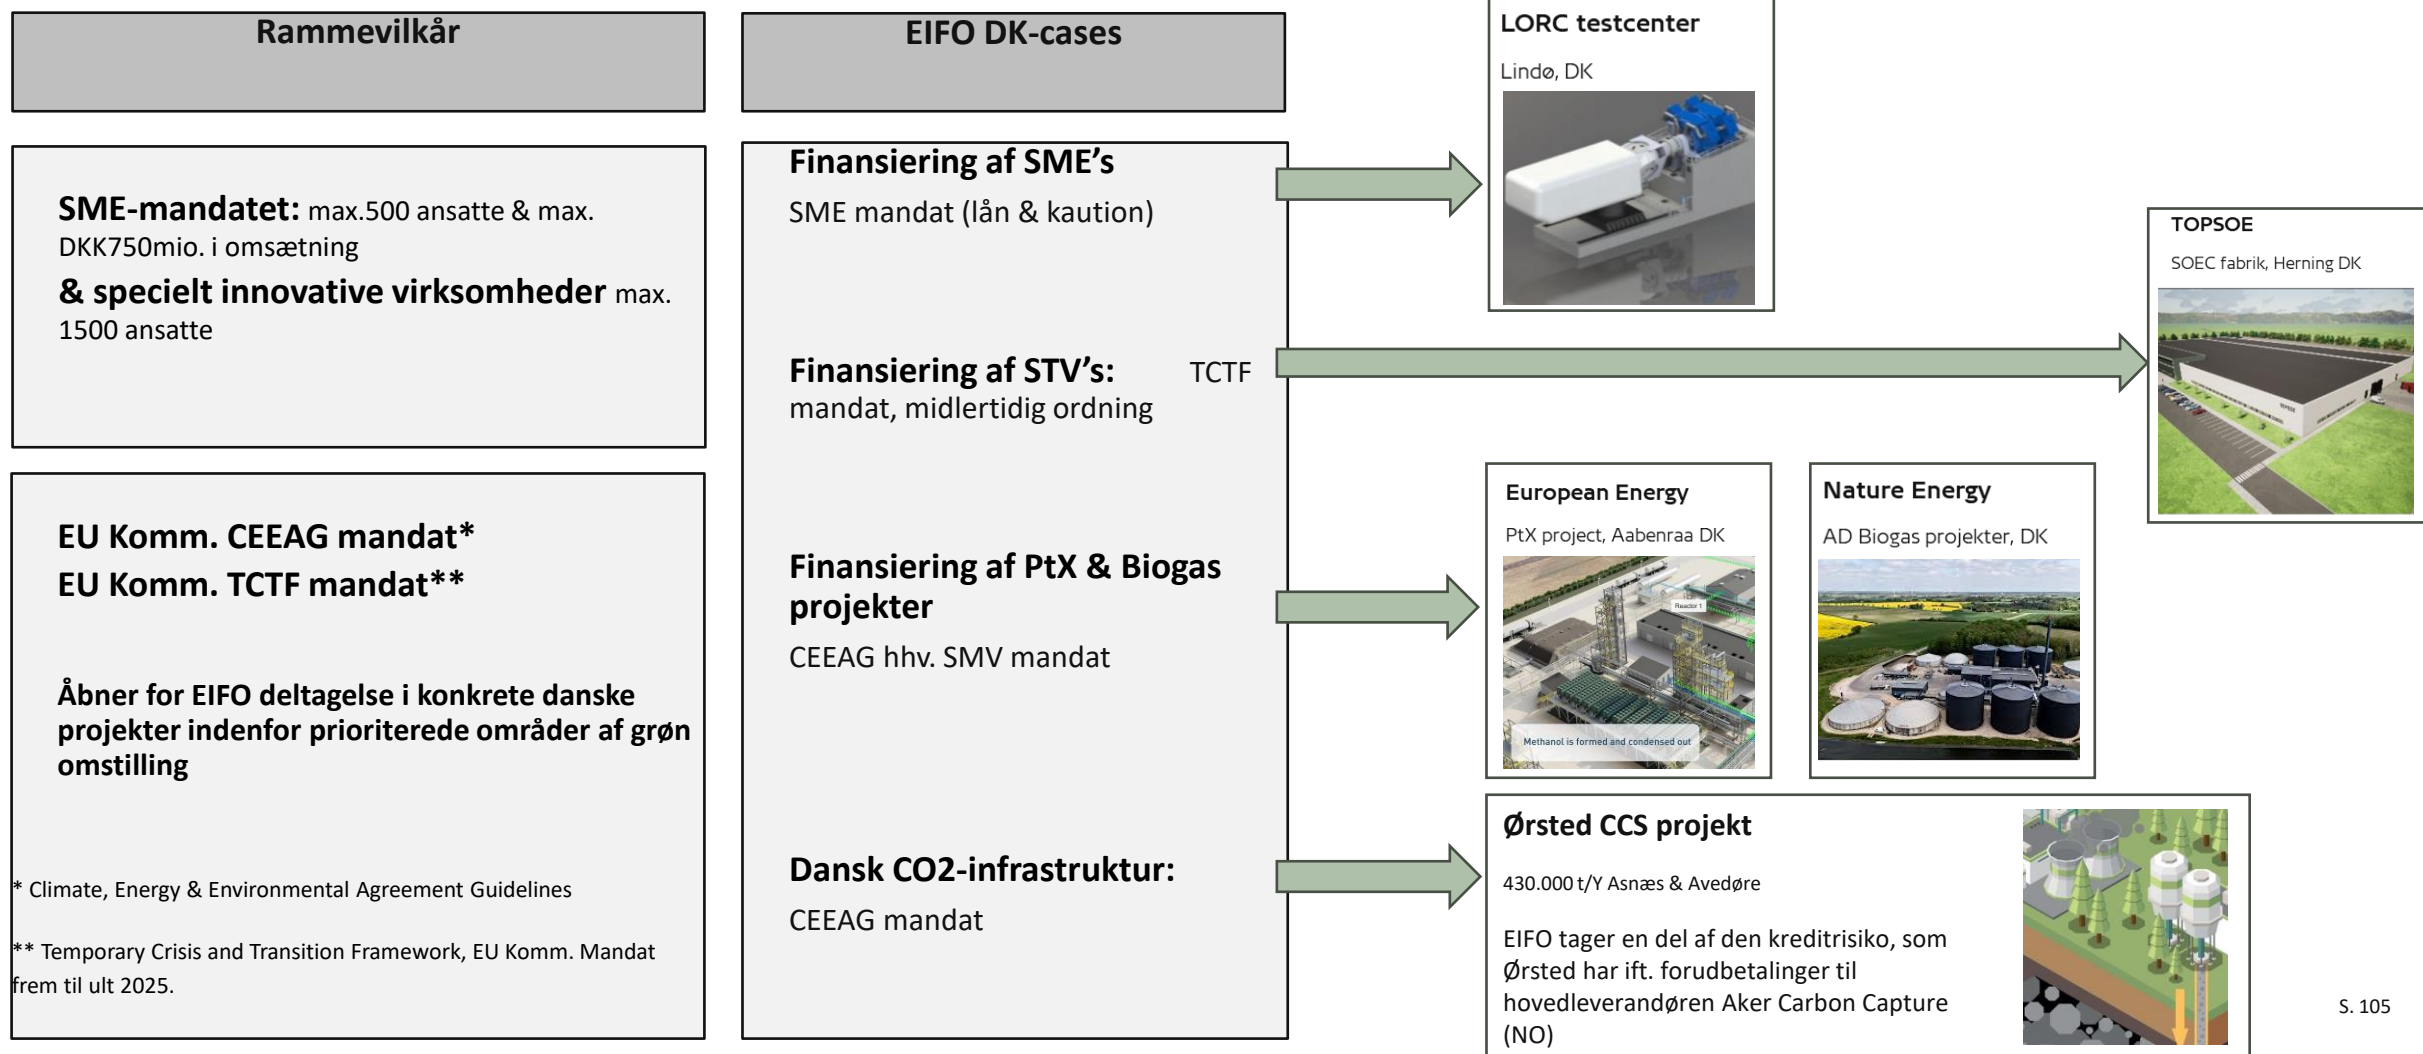 Rammevilkår
SME-mandatet: max.500 ansatte & max.
DKK750mio. i omsætning
& specielt innovative virksomheder max.
1500 ansatte
EU Komm. CEEAG mandat*
EU Komm. TCTF mandat**
Åbner for EIFO deltagelse i konkrete danske
projekter indenfor prioriterede områder af grøn
omstilling
* Climate, Energy & Environmental Agreement Guidelines
** Temporary Crisis and Transition Framework, EU Komm. Mandat
frem til ult 2025.
EIFO DK-cases
Finansiering af SME’s
SME mandat (lån & kaution)
Finansiering af STV’s: TCTF
mandat, midlertidig ordning
Finansiering af PtX & Biogas
projekter
CEEAG hhv. SMV mandat
Dansk CO2-infrastruktur:
CEEAG mandat
LORC testcenter
Lindø, DK
TOPSOE
SOEC fabrik, Herning DK
TOPSOE
European Energy
PtX project, Aabenraa DK
Reactor 1
Methanol is formed and condensed out
Nature Energy
AD Biogas projekter, DK
Ørsted CCS projekt
430.000 t/Y Asnæs & Avedøre
EIFO tager en del af den kreditrisiko, som
Ørsted har ift. forudbetalinger til
hovedleverandøren Aker Carbon Capture
(NO)
S. 105